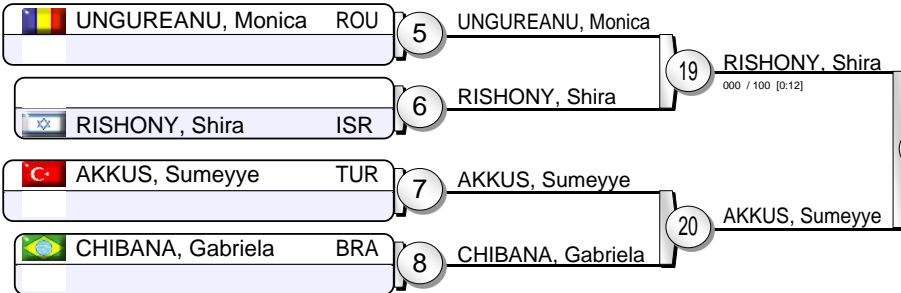 UNGUREANU, Monica ROU
5
UNGUREANU, Monica
RISHONY, Shira ISR
6
RISHONY, Shira
19
RISHONY, Shira
000 / 100 [0:12]
AKKUS, Sumeyye TUR
7
AKKUS, Sumeyye
CHIBANA, Gabriela BRA
8
CHIBANA, Gabriela
20
AKKUS, Sumeyye